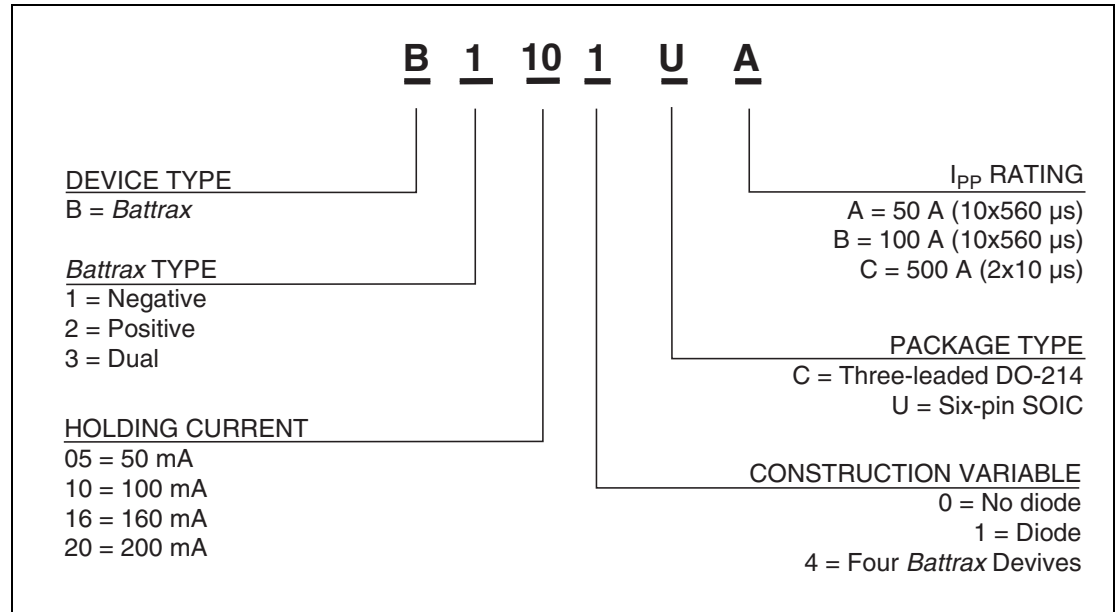 B 1 10 1 U A
DEVICE TYPE
B = Battrax
Battrax TYPE
1 = Negative
2 = Positive
3 = Dual
HOLDING CURRENT
05 = 50 mA
10 = 100 mA
16 = 160 mA
20 = 200 mA
IPP RATING
A = 50 A (10x560 µs)
B = 100 A (10x560 µs)
C = 500 A (2x10 µs)
PACKAGE TYPE
C = Three-leaded DO-214
U = Six-pin SOIC
CONSTRUCTION VARIABLE
0 = No diode
1 = Diode
4 = Four Battrax Devives